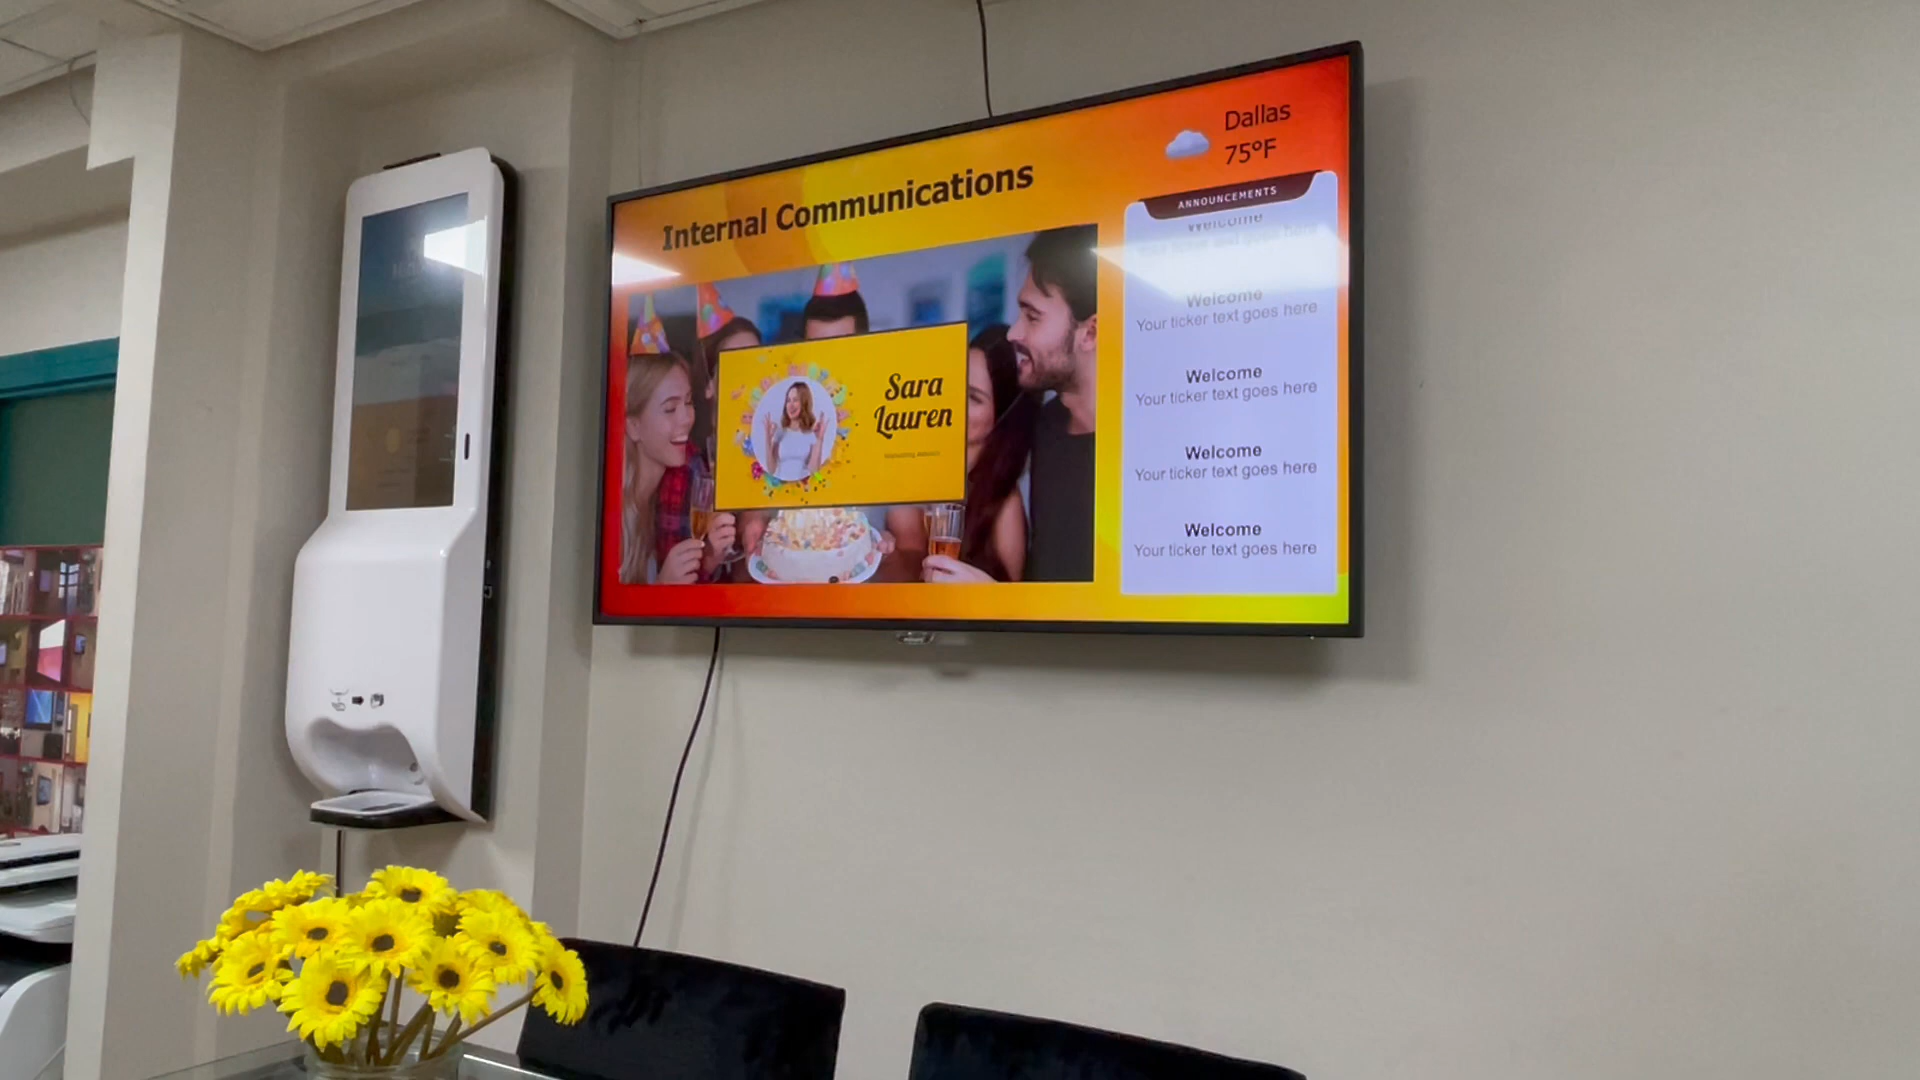 Dallas
75°F
Internal Communications
ANNOUNCEMENTS
Welcome
Welcome
Your ticker text goes here
Welcome
Your ticker text goes here
Welcome
Your ticker text goes here
Welcome
Your ticker text goes here
Sara
Lauren